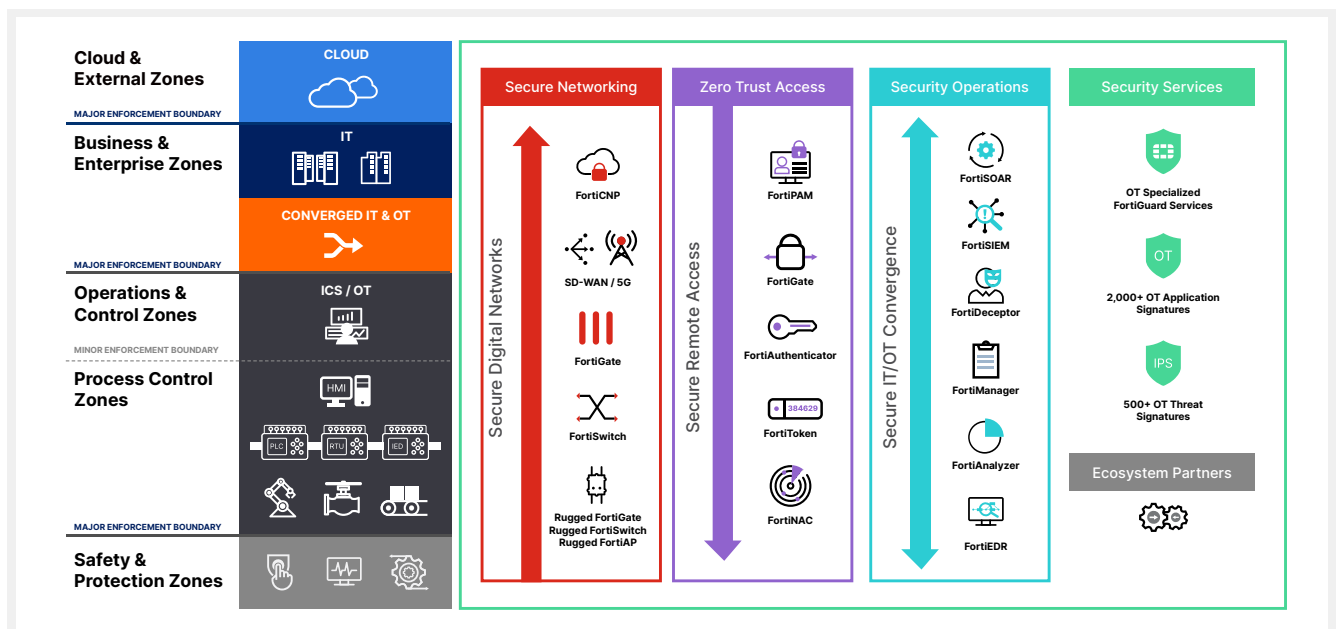 Cloud &
External Zones
MAJOR ENFORCEMENT BOUNDARY
Business &
Enterprise Zones
MAJOR ENFORCEMENT BOUNDARY
Operations &
Control Zones
MINOR ENFORCEMENT BOUNDARY
Process Control
Zones
MAJOR ENFORCEMENT BOUNDARY
Safety &
Protection Zones
CLOUD
IT
CONVERGED IT & OT
ICS / OT
HMI
PLC
RTU
IED
Secure Networking
Secure Digital Networks
FortiCNP
SD-WAN / 5G
FortiGate
FortiSwitch
Rugged FortiGate
Rugged FortiSwitch
Rugged FortiAP
Zero Trust Access
Secure Remote Access
FortiPAM
FortiGate
FortiAuthenticator
384629
FortiToken
FortiNAC
Security Operations
Secure IT/OT Convergence
FortiSOAR
FortiSIEM
FortiDeceptor
FortiManager
FortiAnalyzer
FortiEDR
Security Services
OT Specialized
FortiGuard Services
OT
2,000+ OT Application
Signatures
IPS
500+ OT Threat
Signatures
Ecosystem Partners